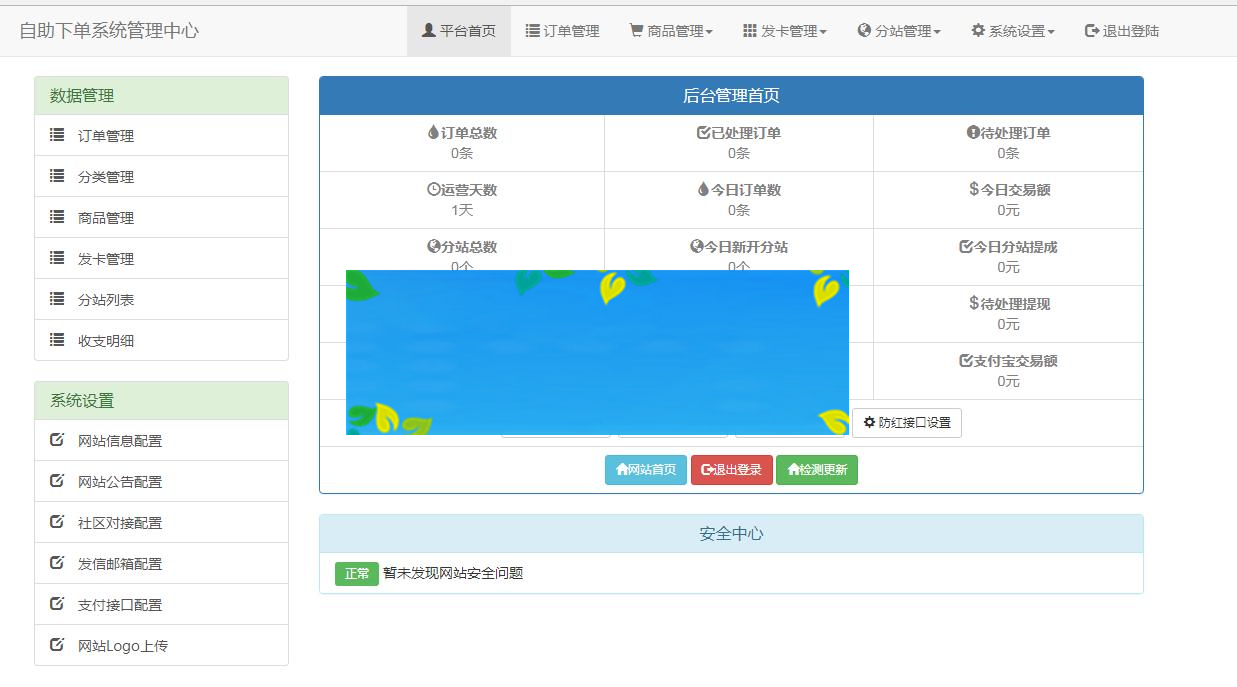 自助下单系统管理中心 平台首页 订单管理 商品管理 发卡管理 分站管理 系统设置 退出登陆
数据管理
订单管理
分类管理
商品管理
发卡管理
分站列表
收支明细
系统设置
网站信息配置
网站公告配置
社区对接配置
发信邮箱配置
支付接口配置
网站Logo上传
后台管理首页
订单总数 已处理订单 待处理订单
0条 0条 0条
运营天数 今日订单数 今日交易额
1天 0条 0元
分站总数 今日新开分站 今日分站提成
0个 0个 0元
待处理提现
0元
支付宝交易额
0元
防红接口设置
网站首页 退出登录 检测更新
安全中心
正常 暂未发现网站安全问题